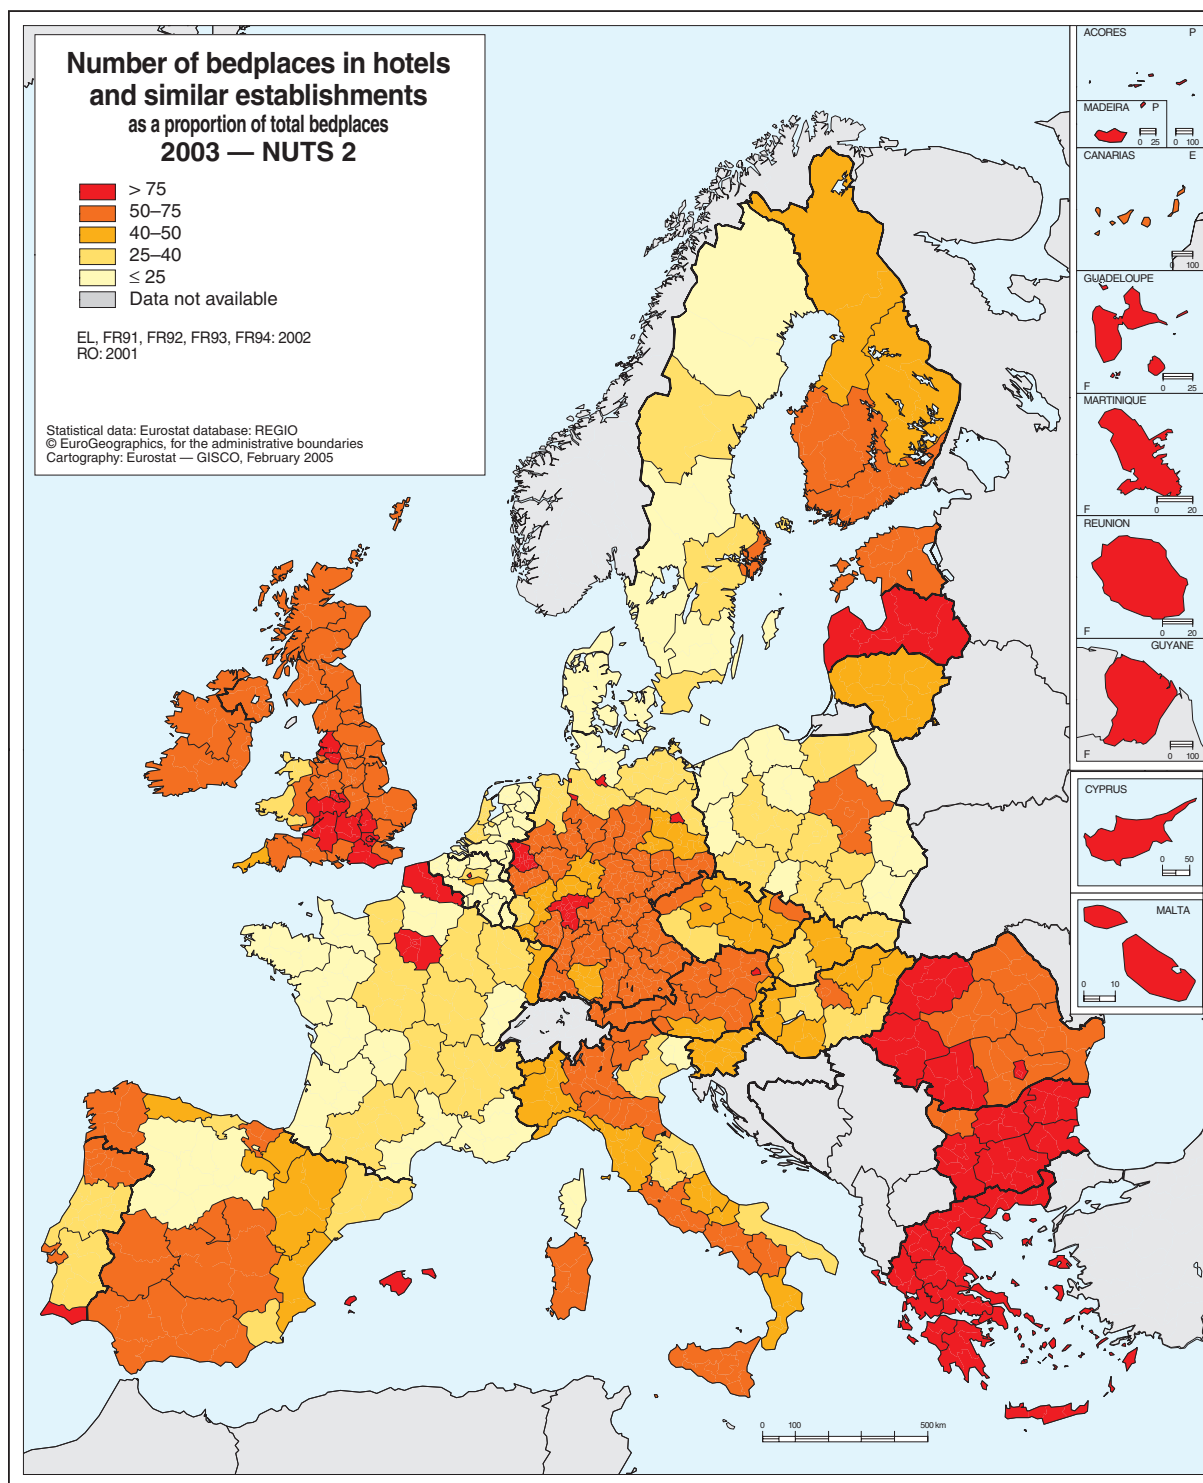 Number of bedplaces in hotels
and similar establishments
as a proportion of total bedplaces
2003 — NUTS 2
> 75
50–75
40–50
25–40
≤ 25
Data not available
EL, FR91, FR92, FR93, FR94: 2002
RO: 2001
Statistical data: Eurostat database: REGIO
© EuroGeographics, for the administrative boundaries
Cartography: Eurostat — GISCO, February 2005
ACORES P
MADEIRA P
0 25 0 100
CANARIAS E
0 100
GUADELOUPE
F 0 25
MARTINIQUE
F 0 20
REUNION
F 0 20
GUYANE
F 0 100
CYPRUS
0 50
MALTA
0 10
0 100 500 km